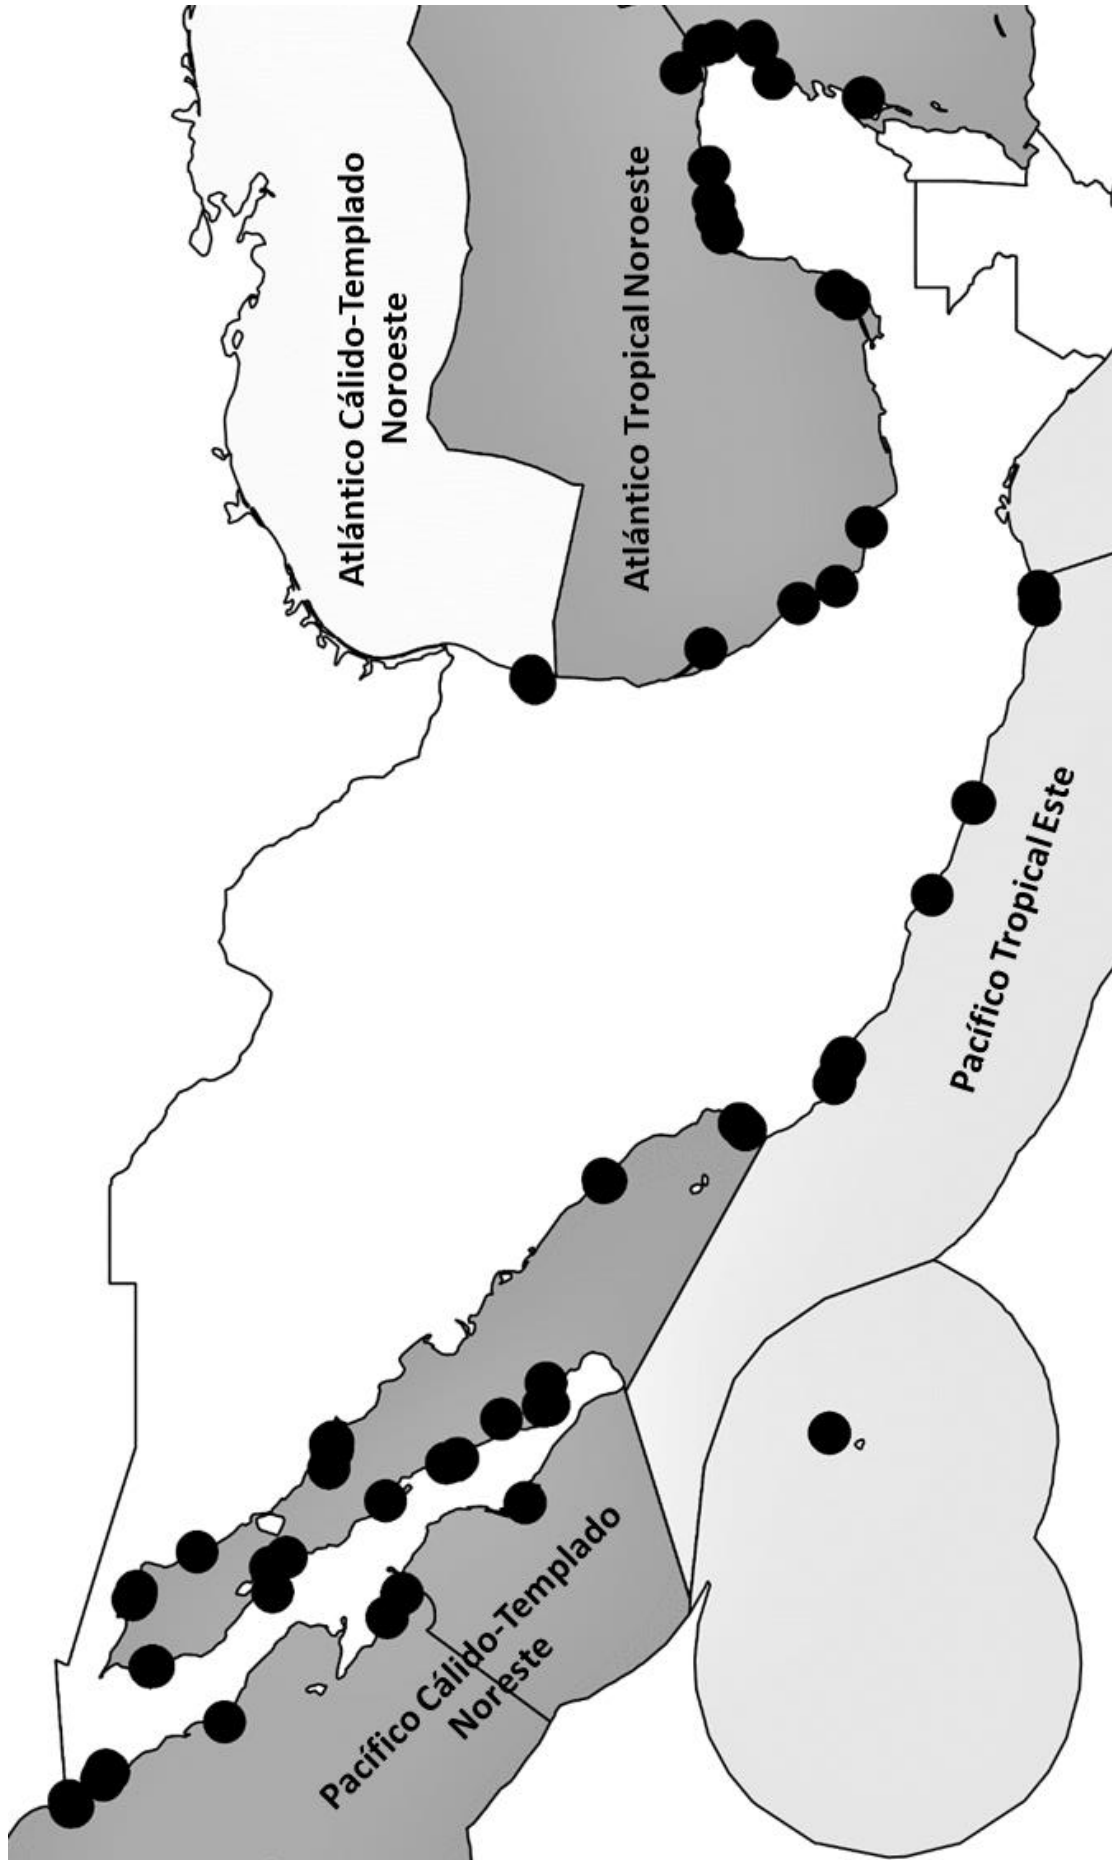 Atlántico Cálido-Templado
Noroeste
Atlántico Tropical Noroeste
Pacífico Tropical Este
Pacífico Cálido-Templado
Noreste